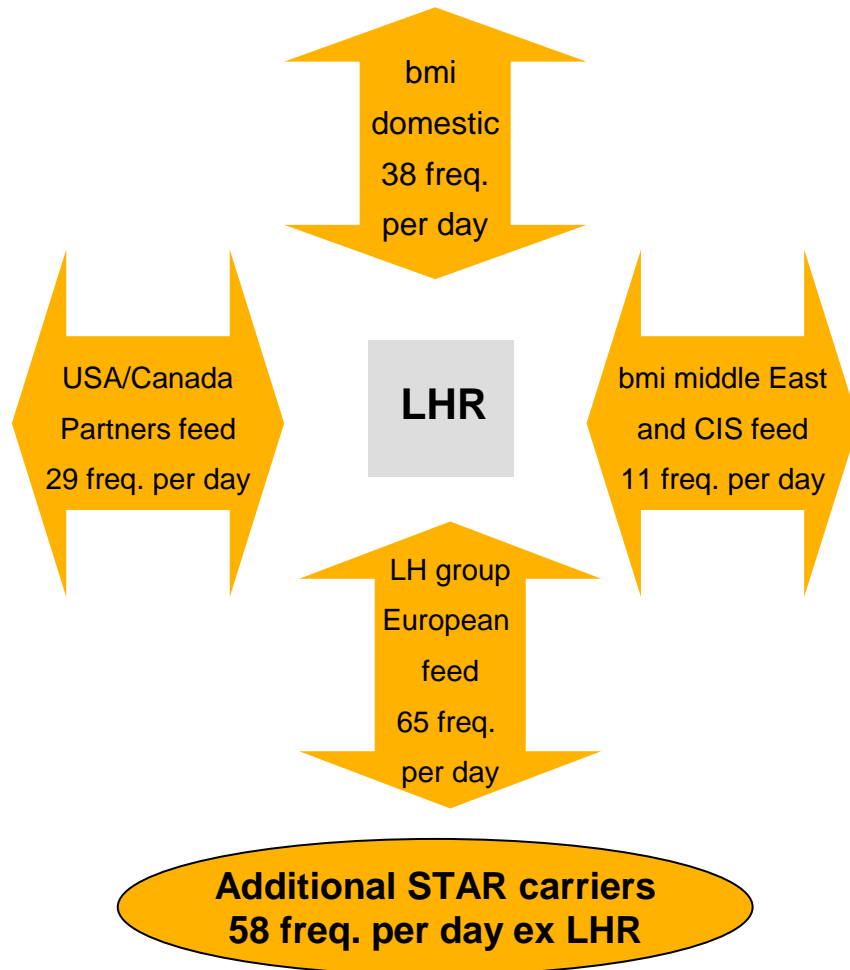 bmi
domestic
38 freq.
per day
USA/Canada
Partners feed
29 freq. per day
LHR
bmi middle East
and CIS feed
11 freq. per day
LH group
European
feed
65 freq.
per day
Additional STAR carriers
58 freq. per day ex LHR